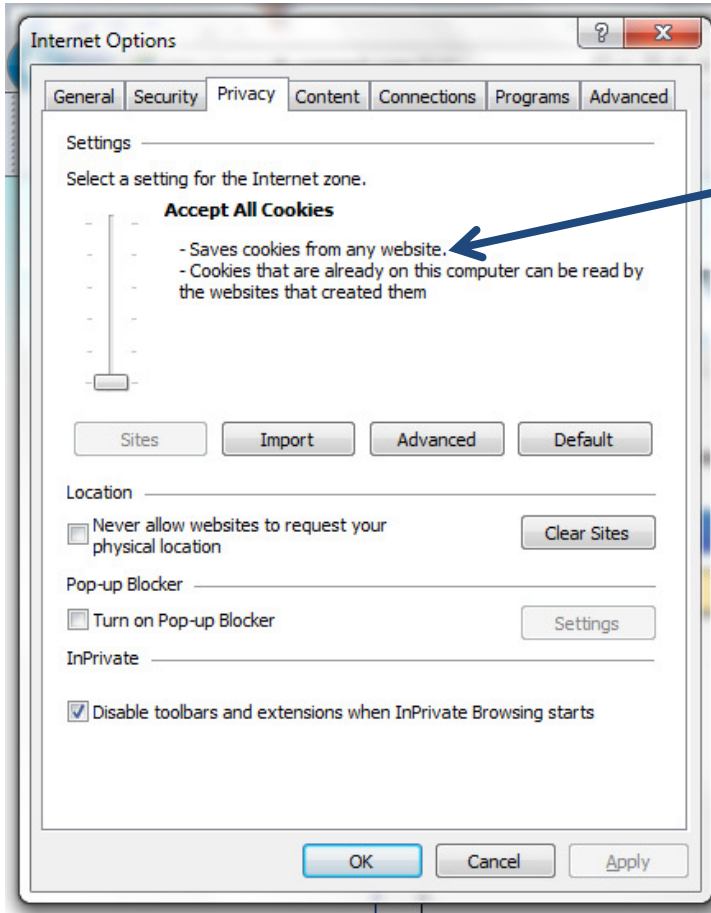 Internet Options
?
X
General Security Privacy Content Connections Programs Advanced
Settings
Select a setting for the Internet zone.
Accept All Cookies
- Saves cookies from any website.
- Cookies that are already on this computer can be read by
the websites that created them
Sites Import Advanced Default
Location
Never allow websites to request your
physical location
Clear Sites
Pop-up Blocker
Turn on Pop-up Blocker Settings
InPrivate
Disable toolbars and extensions when InPrivate Browsing starts
OK Cancel Apply